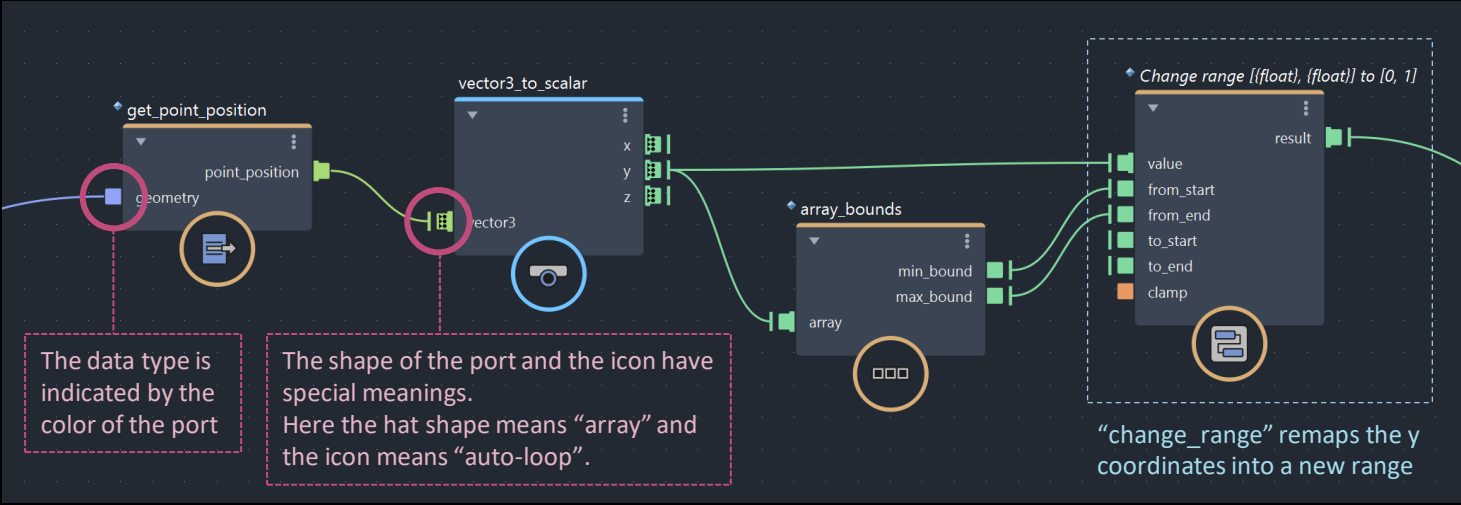 get_point_position
point_position
geometry
vector3_to_scalar
x
y
z
vector3
array_bounds
min_bound
max_bound
array
Change range [{float}, {float}] to [0, 1]
result
value
from_start
from_end
to_start
to_end
clamp
The data type is
indicated by the
color of the port
The shape of the port and the icon have
special meanings.
Here the hat shape means “array” and
the icon means “auto-loop”.
“change_range” remaps the y
coordinates into a new range